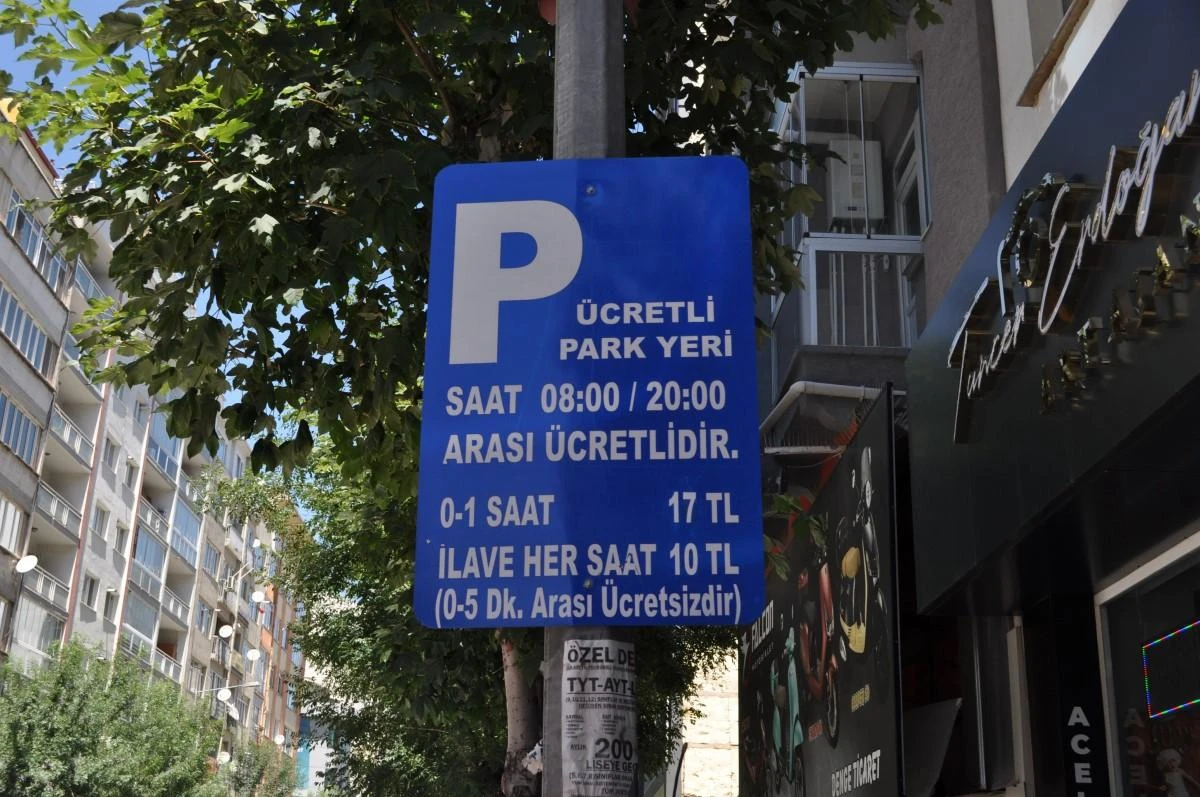 P
ÜCRETLİ
PARK YERİ
SAAT 08:00 / 20:00
ARASI ÜCRETLİDİR.
0-1 SAAT 17 TL
İLAVE HER SAAT 10 TL
(0-5 Dk. Arası Ücretsizdir)
ÖZEL DE
TYT-AYT-
200
LİSEYE GE
Tuncer Erdoğan
DENGE TİCARET
ACE